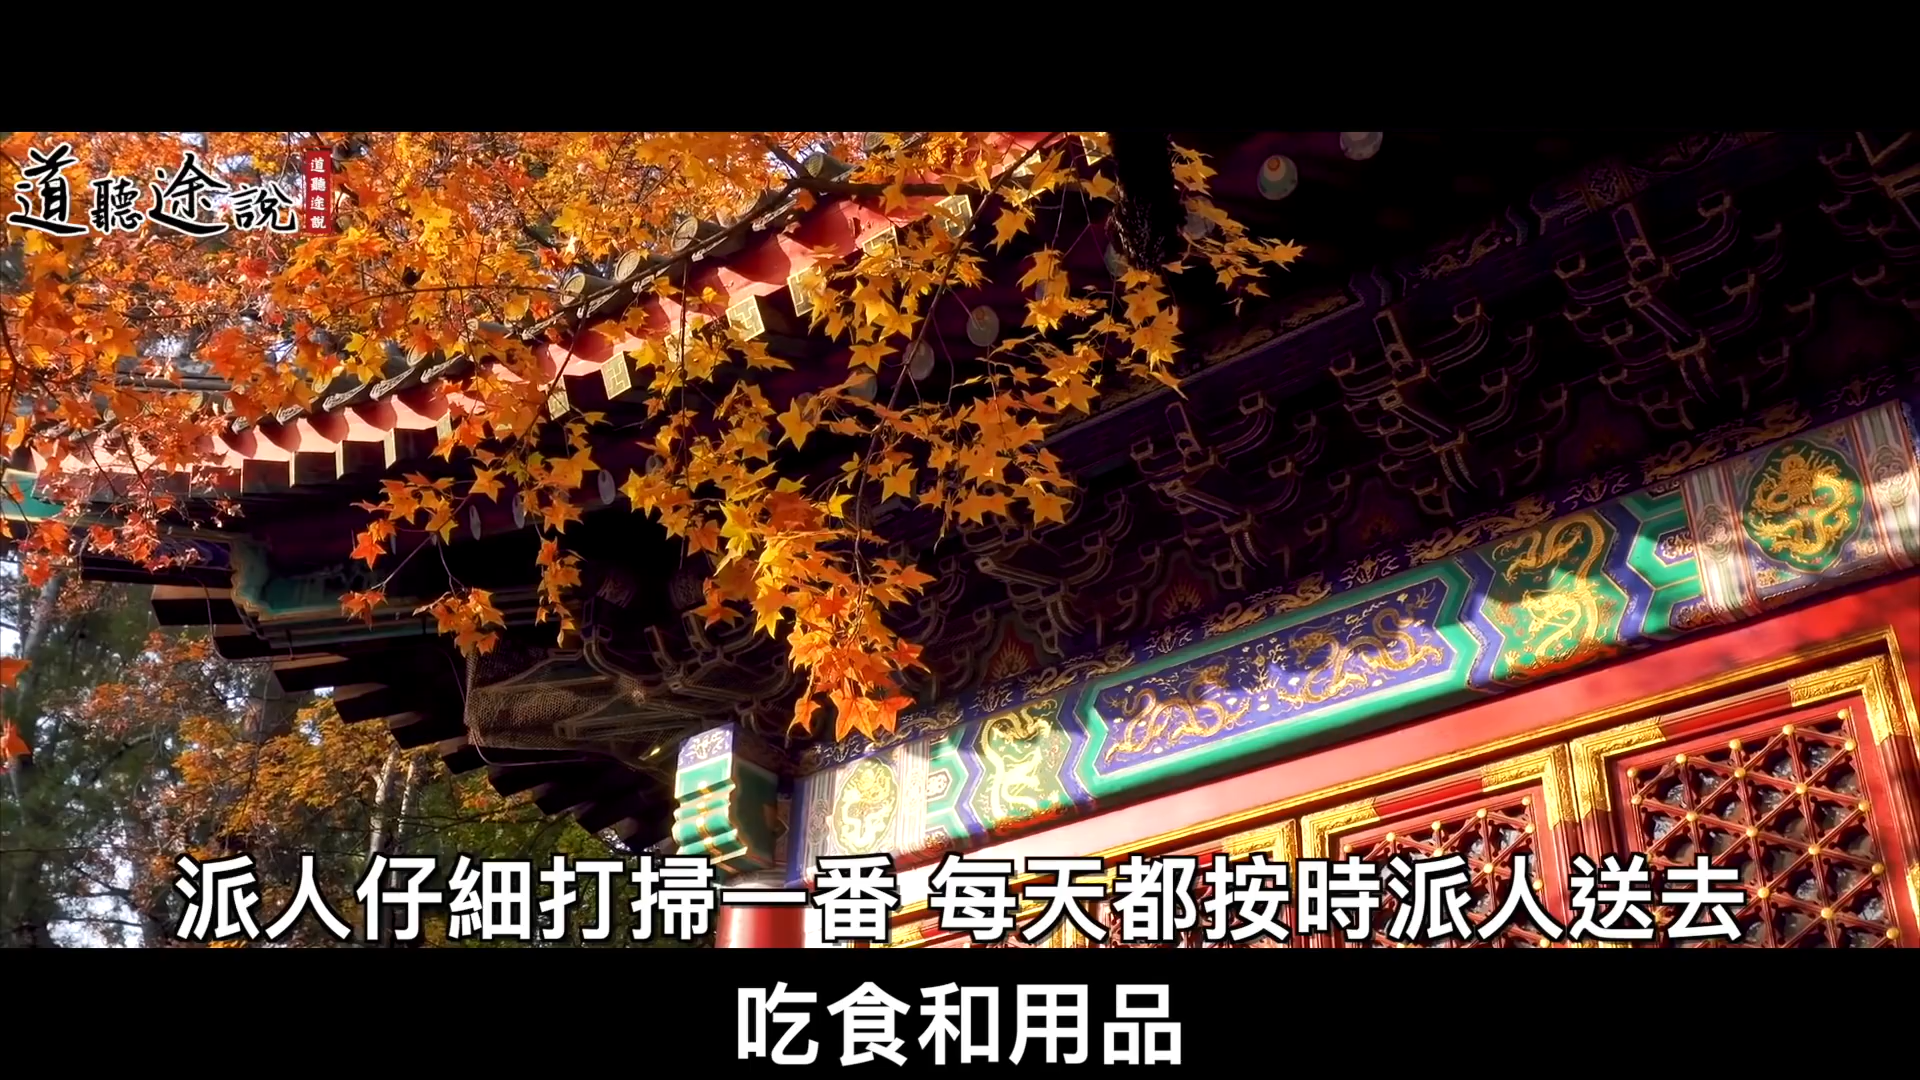 道聽途說
道聽途說
派人仔細打掃一番 每天都按時派人送去
吃食和用品